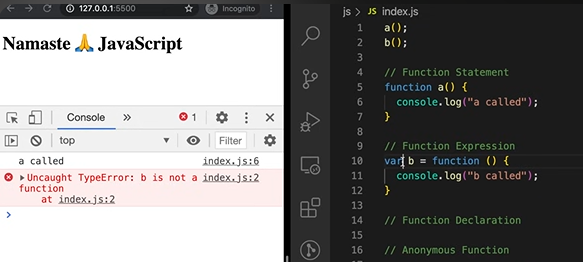 127.0.0.1:5500
Incognito
Namaste 🙏 JavaScript
Console
1
top
Filter
a called index.js:6
Uncaught TypeError: b is not a index.js:2
function
at index.js:2
js > JS index.js
1 a();
2 b();
3
4 // Function Statement
5 function a() {
6 console.log("a called");
7 }
8
9 // Function Expression
10 var b = function () {
11 console.log("b called");
12 }
13
14 // Function Declaration
15
16 // Anonymous Function